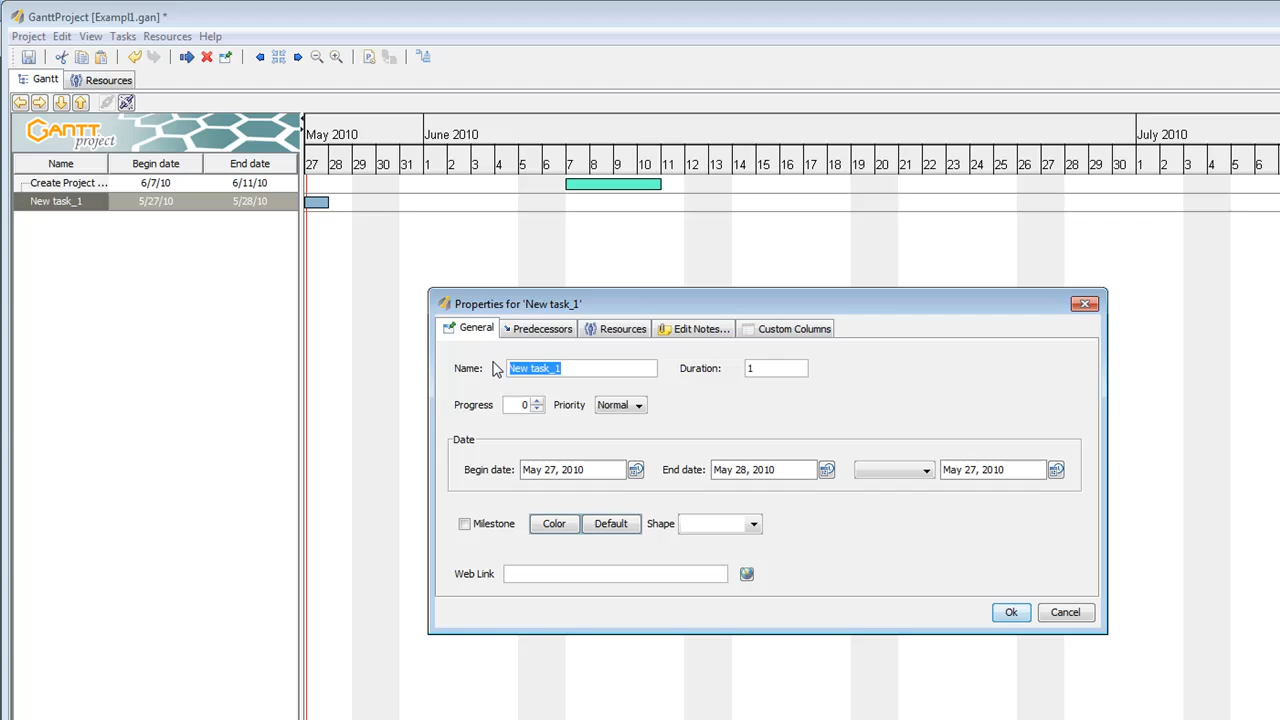 GanttProject [Exampl1.gan] *
Project Edit View Tasks Resources Help
Gantt Resources
GANTT project
May 2010 June 2010 July 2010
Name Begin date End date 27 28 29 30 31 1 2 3 4 5 6 7 8 9 10 11 12 13 14 15 16 17 18 19 20 21 22 23 24 25 26 27 28 29 30 1 2 3 4 5 6
Create Project ... 6/7/10 6/11/10
New task_1 5/27/10 5/28/10
Properties for 'New task_1'
General Predecessors Resources Edit Notes... Custom Columns
Name: New task_1 Duration: 1
Progress 0 Priority Normal
Date
Begin date: May 27, 2010 End date: May 28, 2010 May 27, 2010
Milestone Color Default Shape
Web Link
Ok Cancel